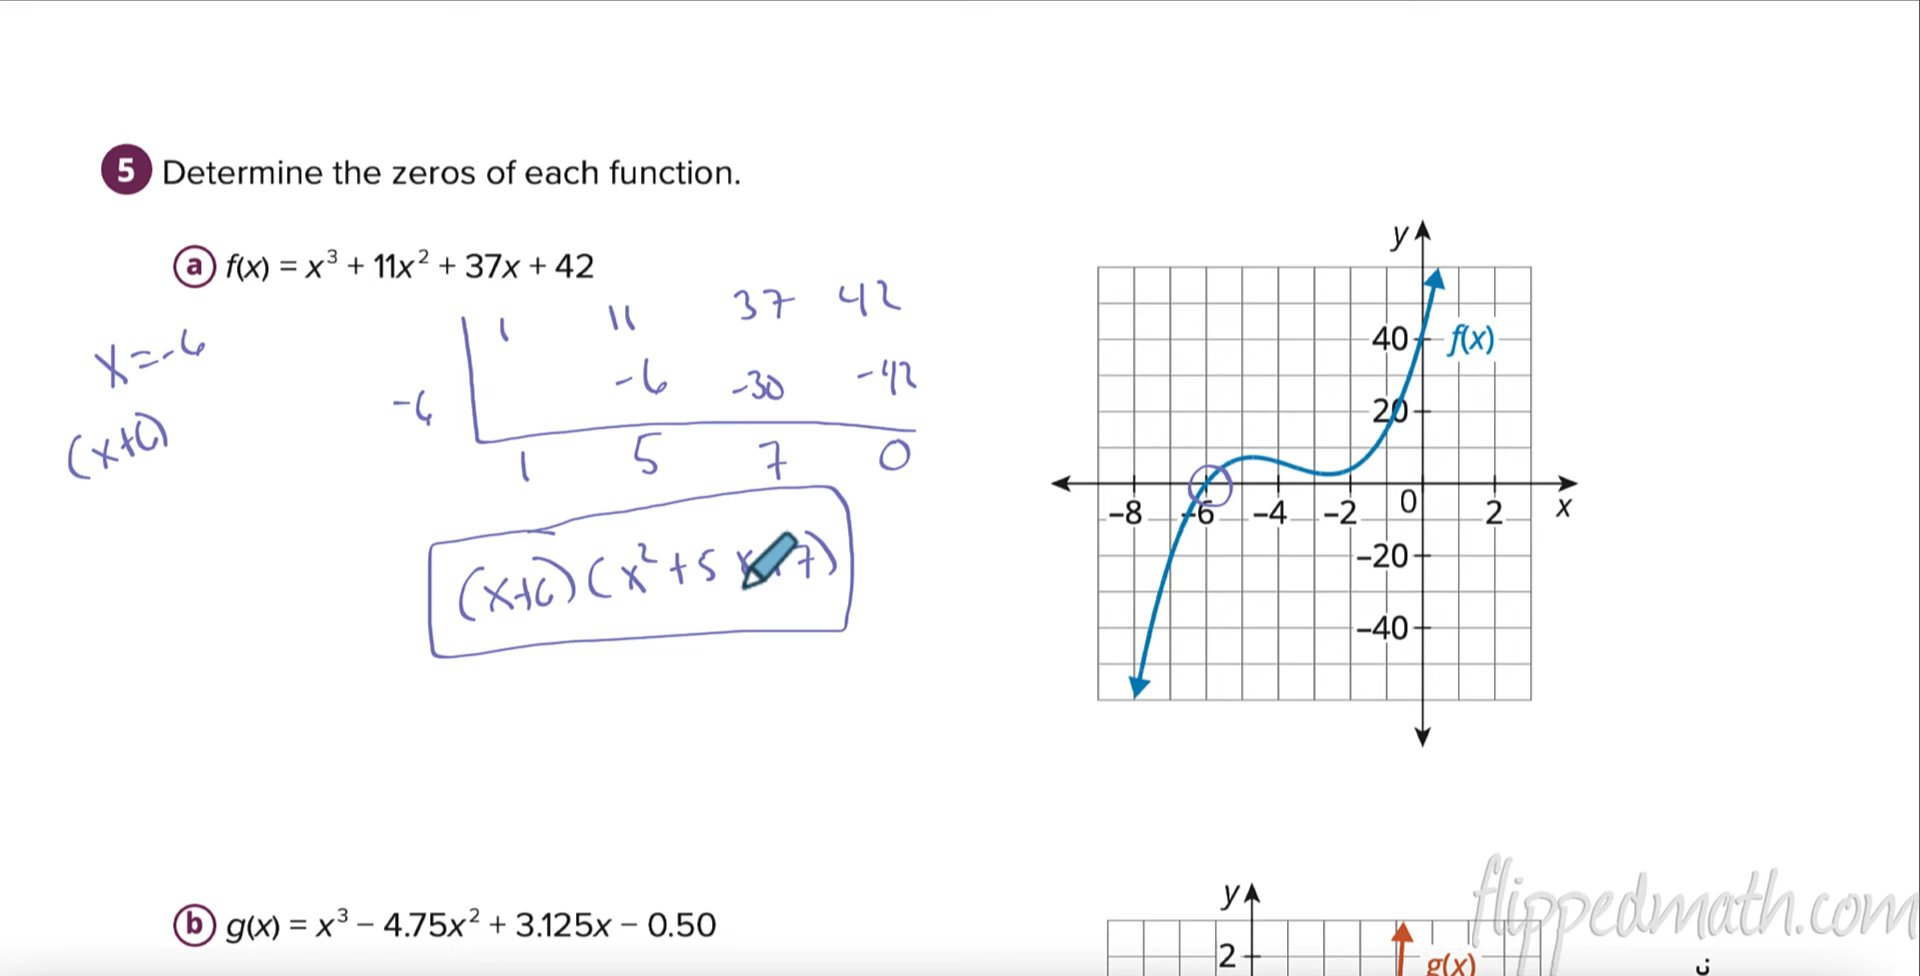 5 Determine the zeros of each function.
a f(x) = x³ + 11x² + 37x + 42
1 11 37 42
x=-6
-6 -30 -42
-6
(x+6)
1 5 7 0
(x+6)(x²+5 7)
y
40 f(x)
20
-8 -6 -4 -2 0 2 x
-20
-40
b g(x) = x³ − 4.75x² + 3.125x − 0.50
y
2
g(x)
flippedmath.com